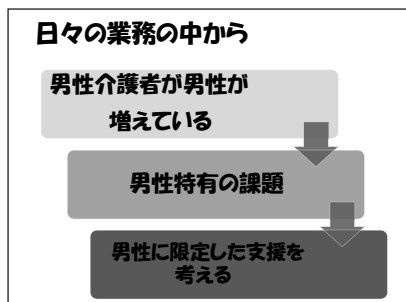 日々の業務の中から
男性介護者が男性が
増えている
男性特有の課題
男性に限定した支援を
考える